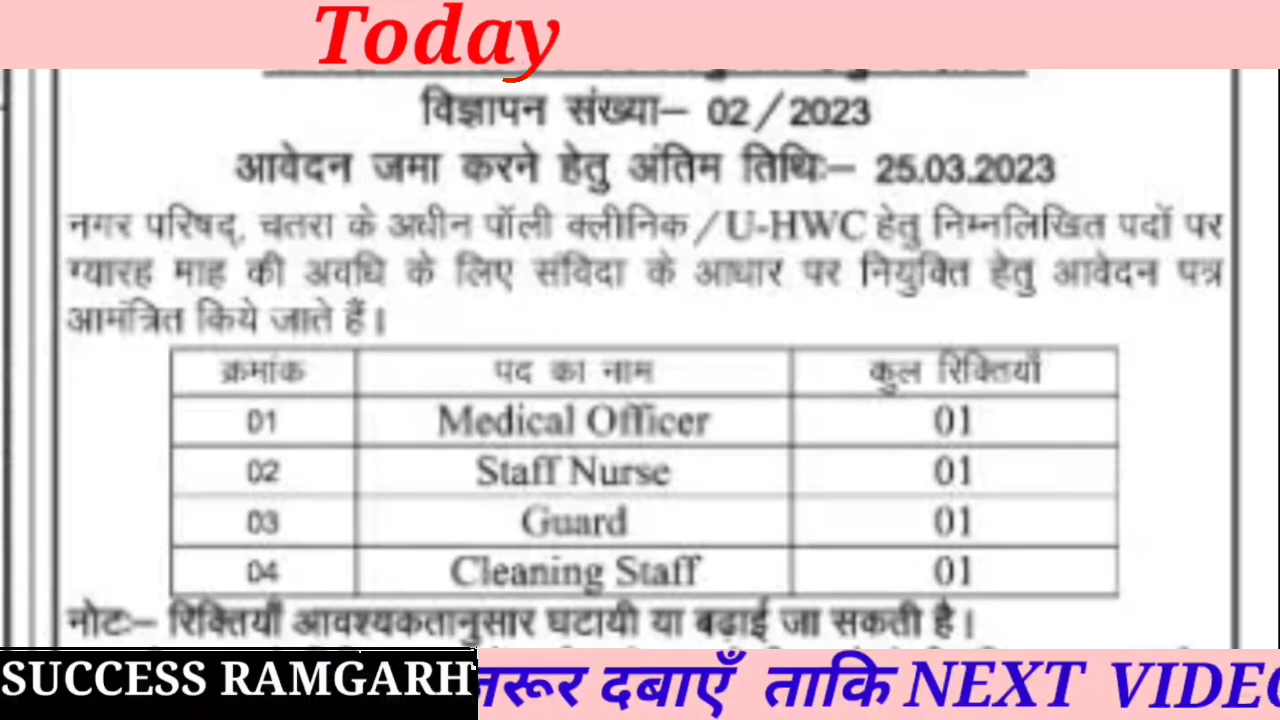 Today
विज्ञापन संख्या– 02/2023
आवेदन जमा करने हेतु अंतिम तिथिः– 25.03.2023
नगर परिषद्, चतरा के अधीन पॉली क्लीनिक/U-HWC हेतु निम्नलिखित पदों पर
ग्यारह माह की अवधि के लिए संविदा के आधार पर नियुक्ति हेतु आवेदन पत्र
आमंत्रित किये जाते हैं।
क्रमांक पद का नाम कुल रिक्तियाँ
01 Medical Officer 01
02 Staff Nurse 01
03 Guard 01
04 Cleaning Staff 01
नोटः– रिक्तियाँ आवश्यकतानुसार घटायी या बढ़ाई जा सकती है।
SUCCESS RAMGARH
दबाएँ ताकि NEXT